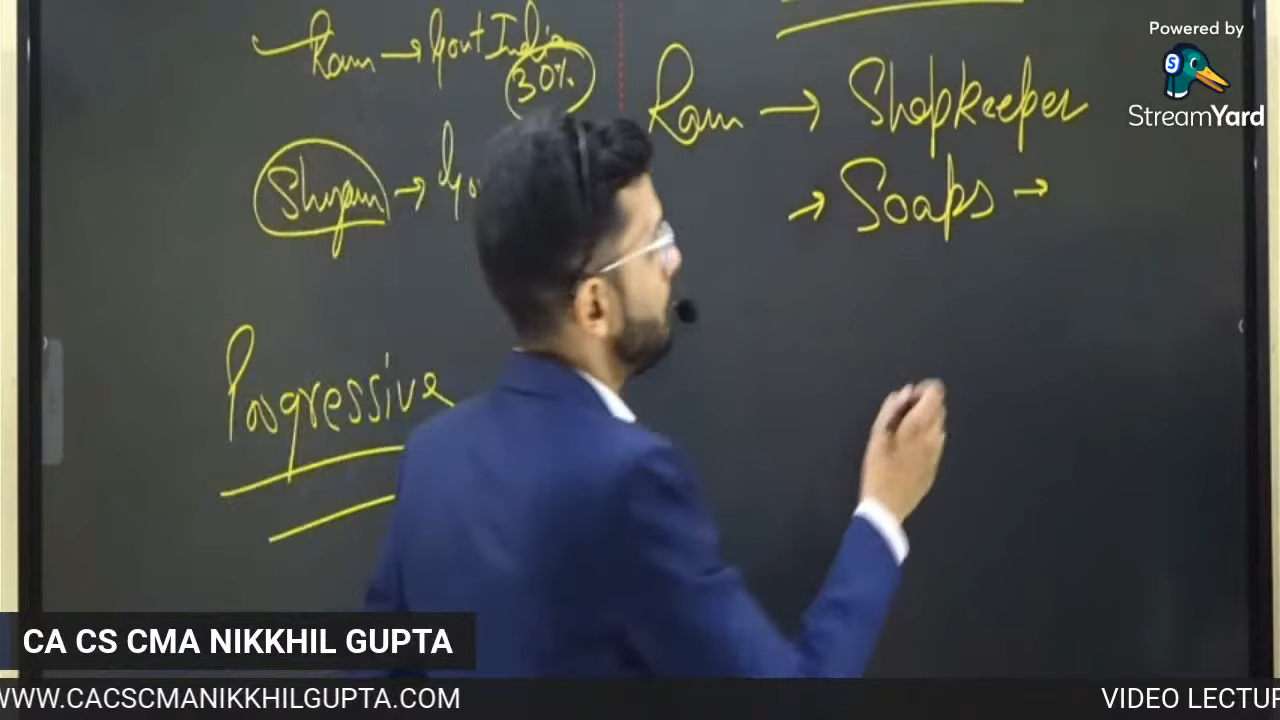 Ram → Govt India
30%
Shyam →
Progressive
Ram → Shopkeeper
→ Soaps →
Powered by
StreamYard
CA CS CMA NIKKHIL GUPTA
WWW.CACSCMANIKKHILGUPTA.COM
VIDEO LECTUR